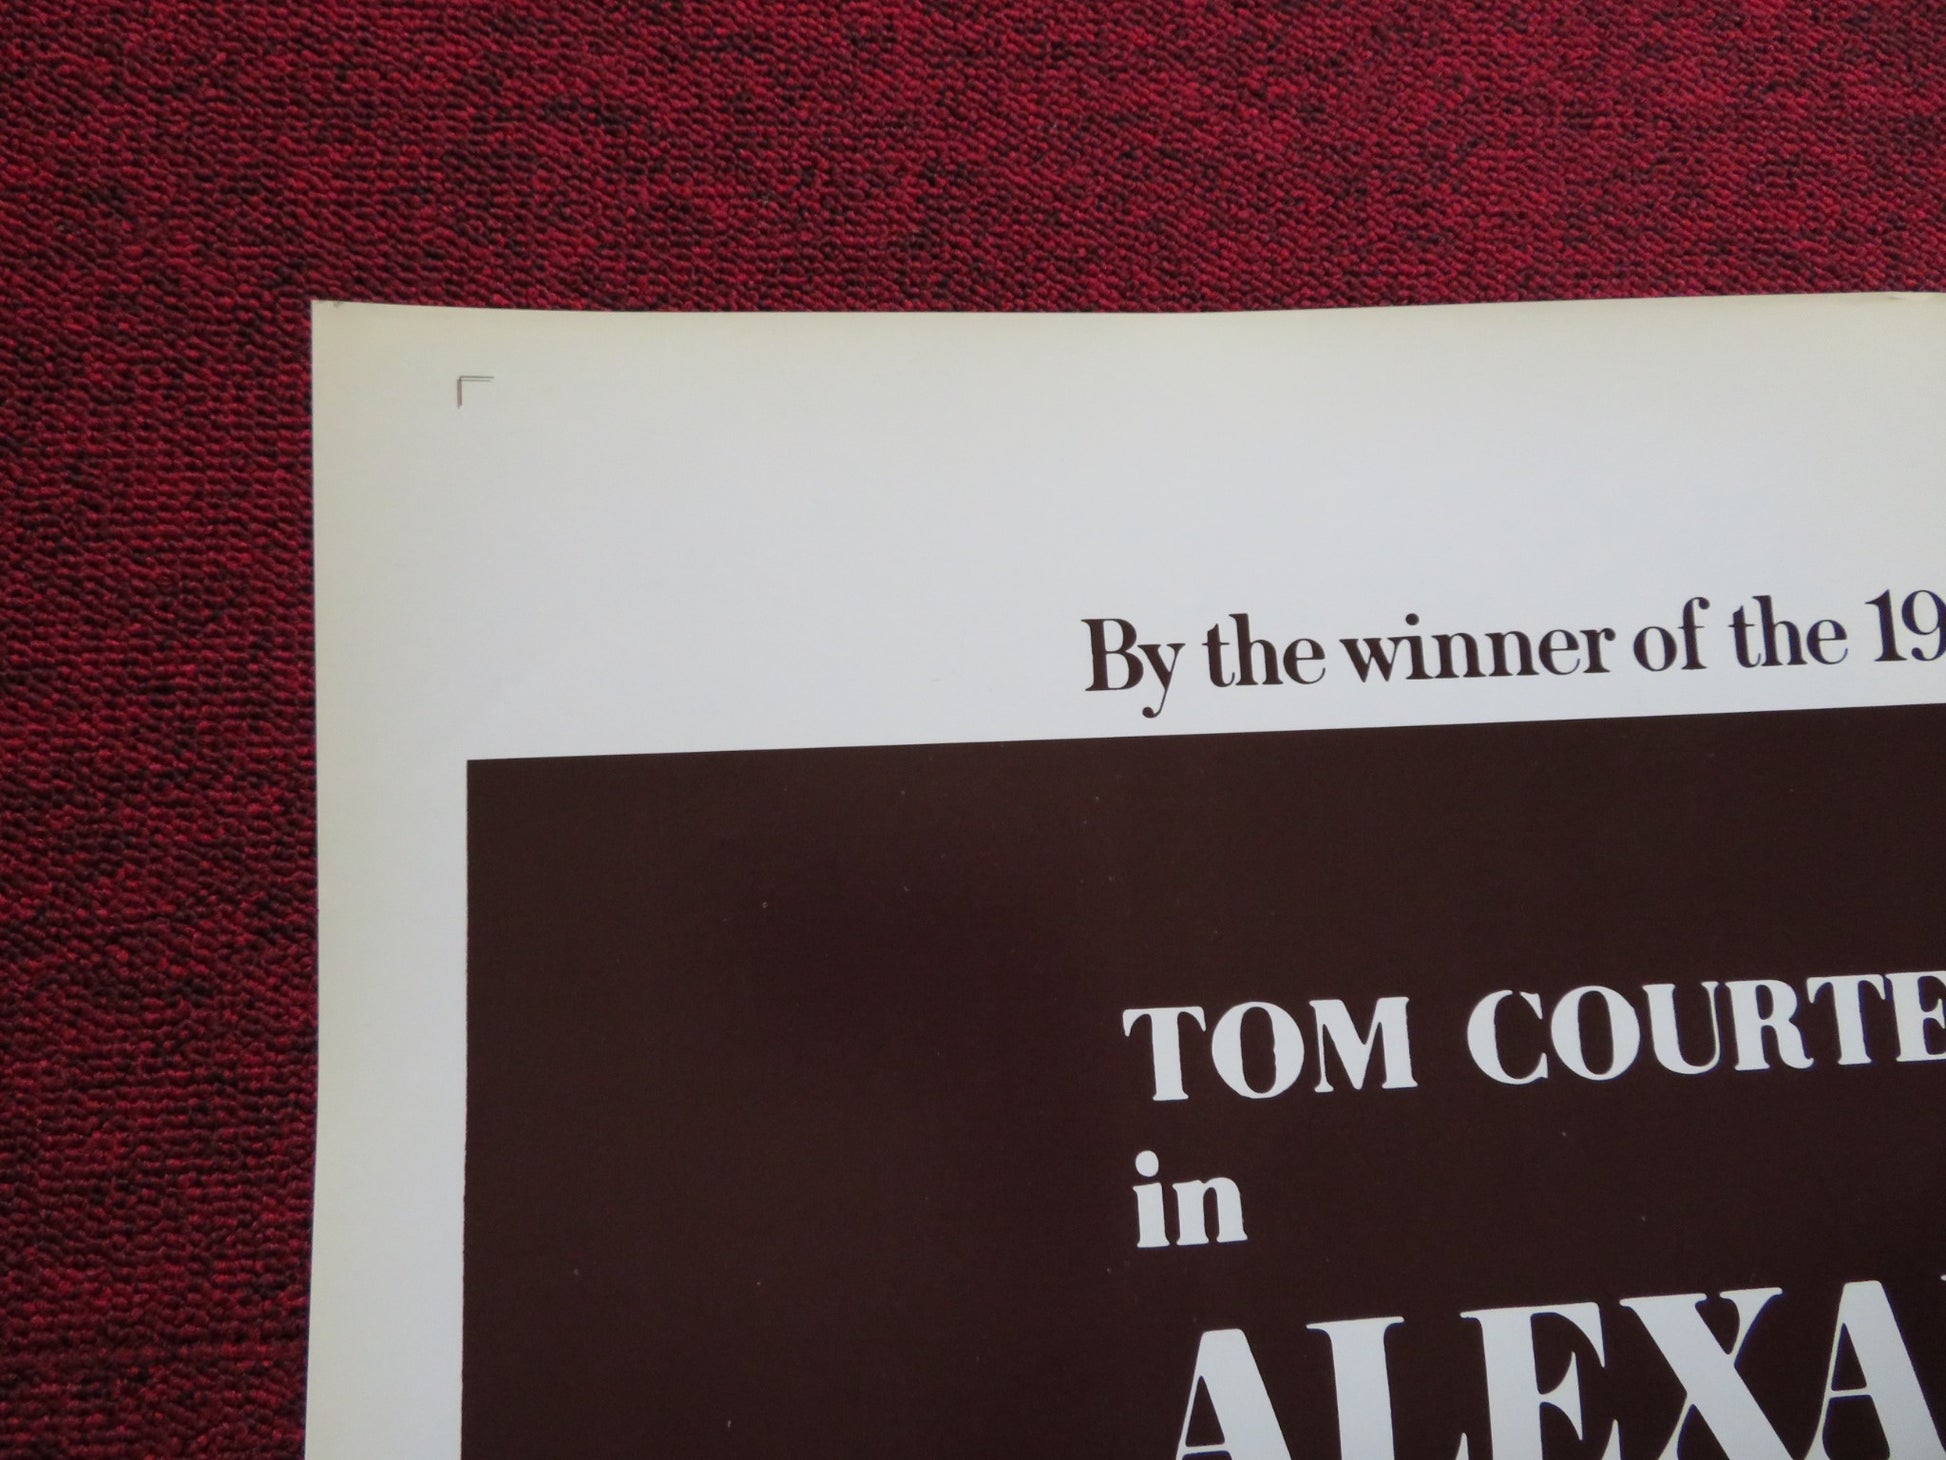 By the winner of the 19
TOM COURTE
in
ALEXA